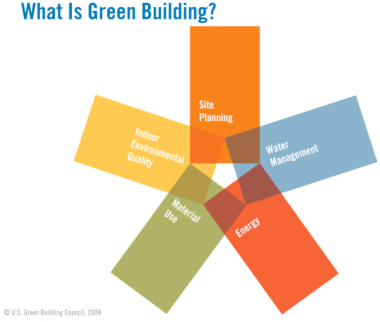 What Is Green Building?
Site
Planning
Indoor
Environmental
Quality
Water
Management
Material
Use
Energy
© U.S. Green Building Council, 2008